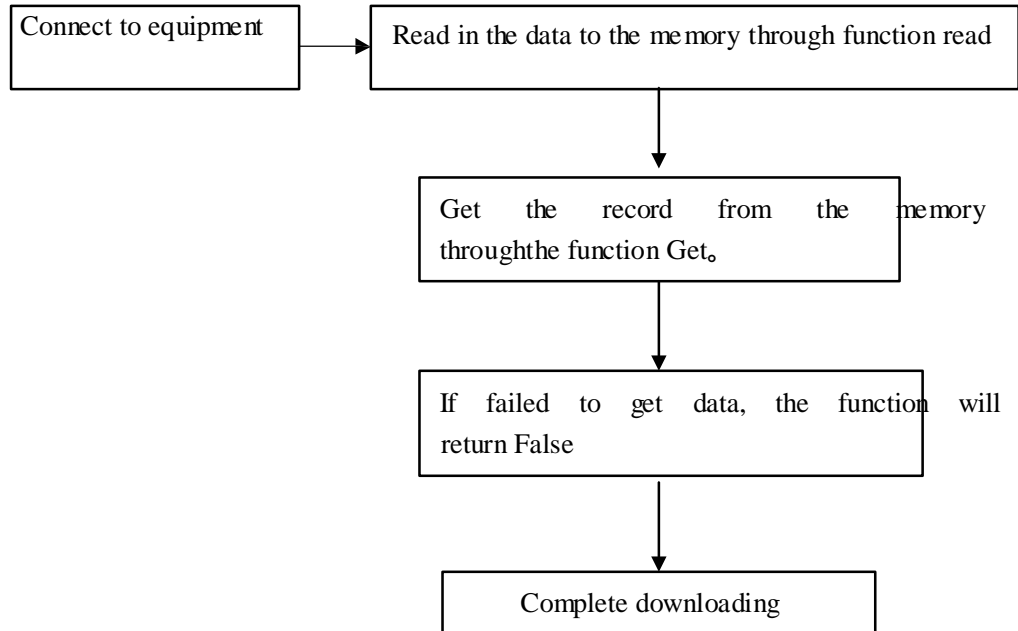 Connect to equipment
Read in the data to the memory through function read
Get the record from the memory
throughthe function Get。
If failed to get data, the function will
return False
Complete downloading